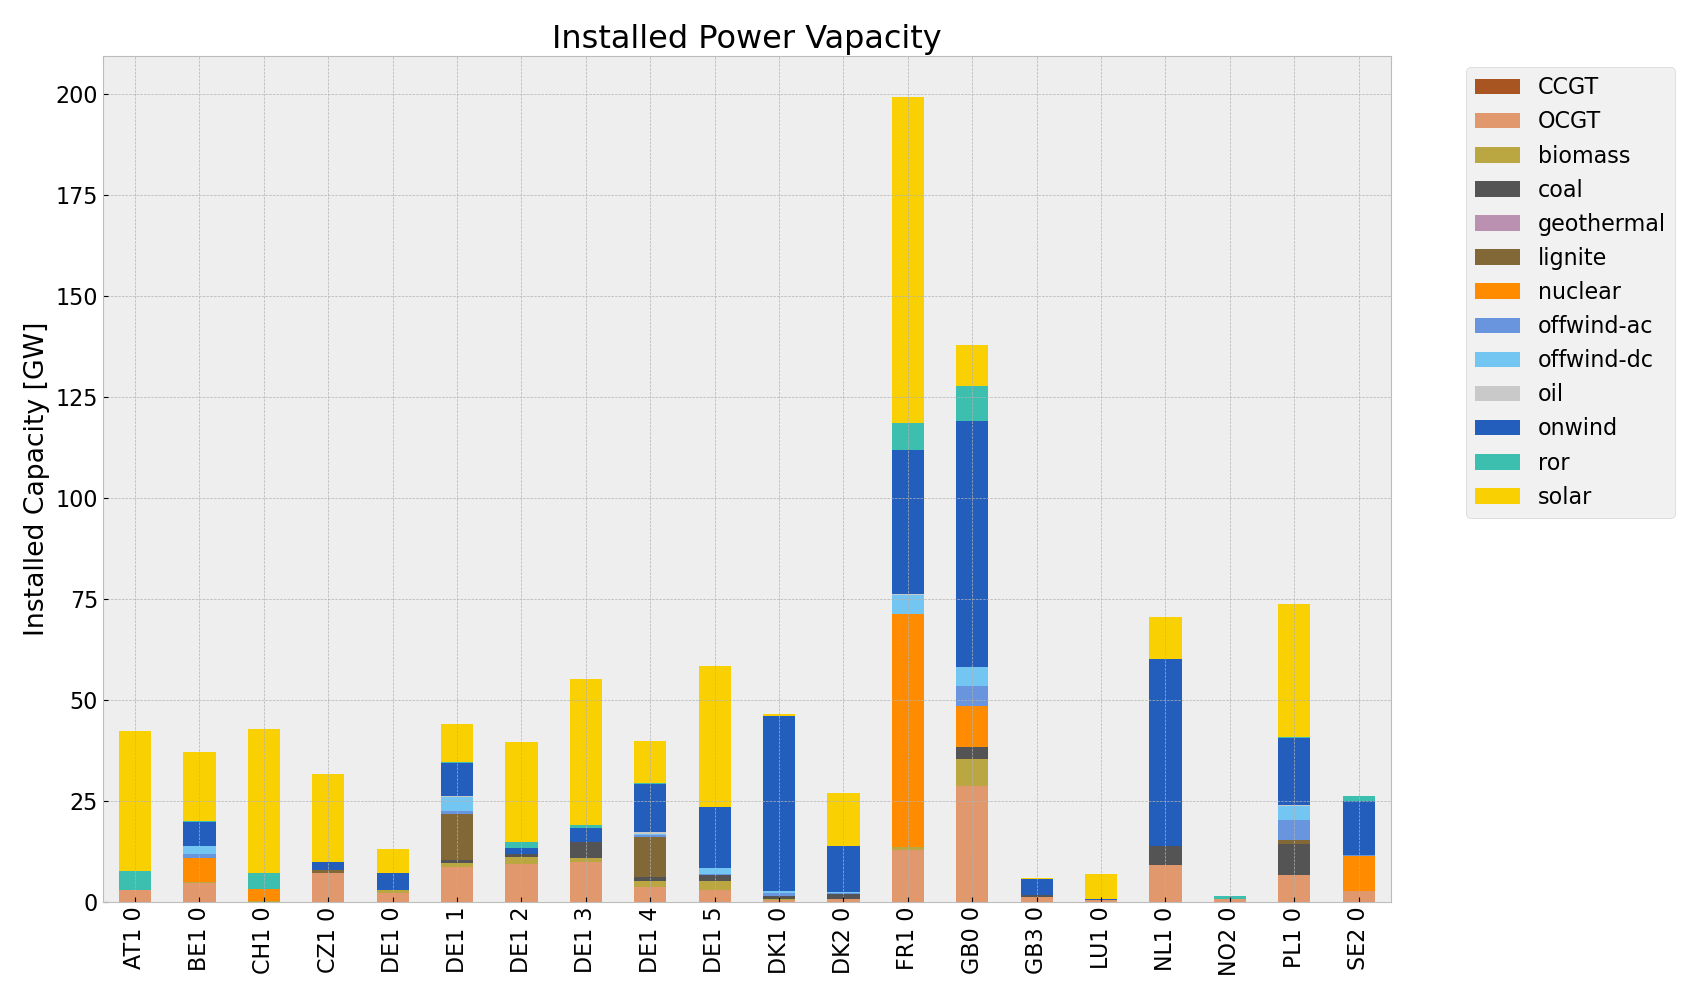 Installed Power Vapacity
Installed Capacity [GW]
200
175
150
125
100
75
50
25
0
AT1 0
BE1 0
CH1 0
CZ1 0
DE1 0
DE1 1
DE1 2
DE1 3
DE1 4
DE1 5
DK1 0
DK2 0
FR1 0
GB0 0
GB3 0
LU1 0
NL1 0
NO2 0
PL1 0
SE2 0
CCGT
OCGT
biomass
coal
geothermal
lignite
nuclear
offwind-ac
offwind-dc
oil
onwind
ror
solar